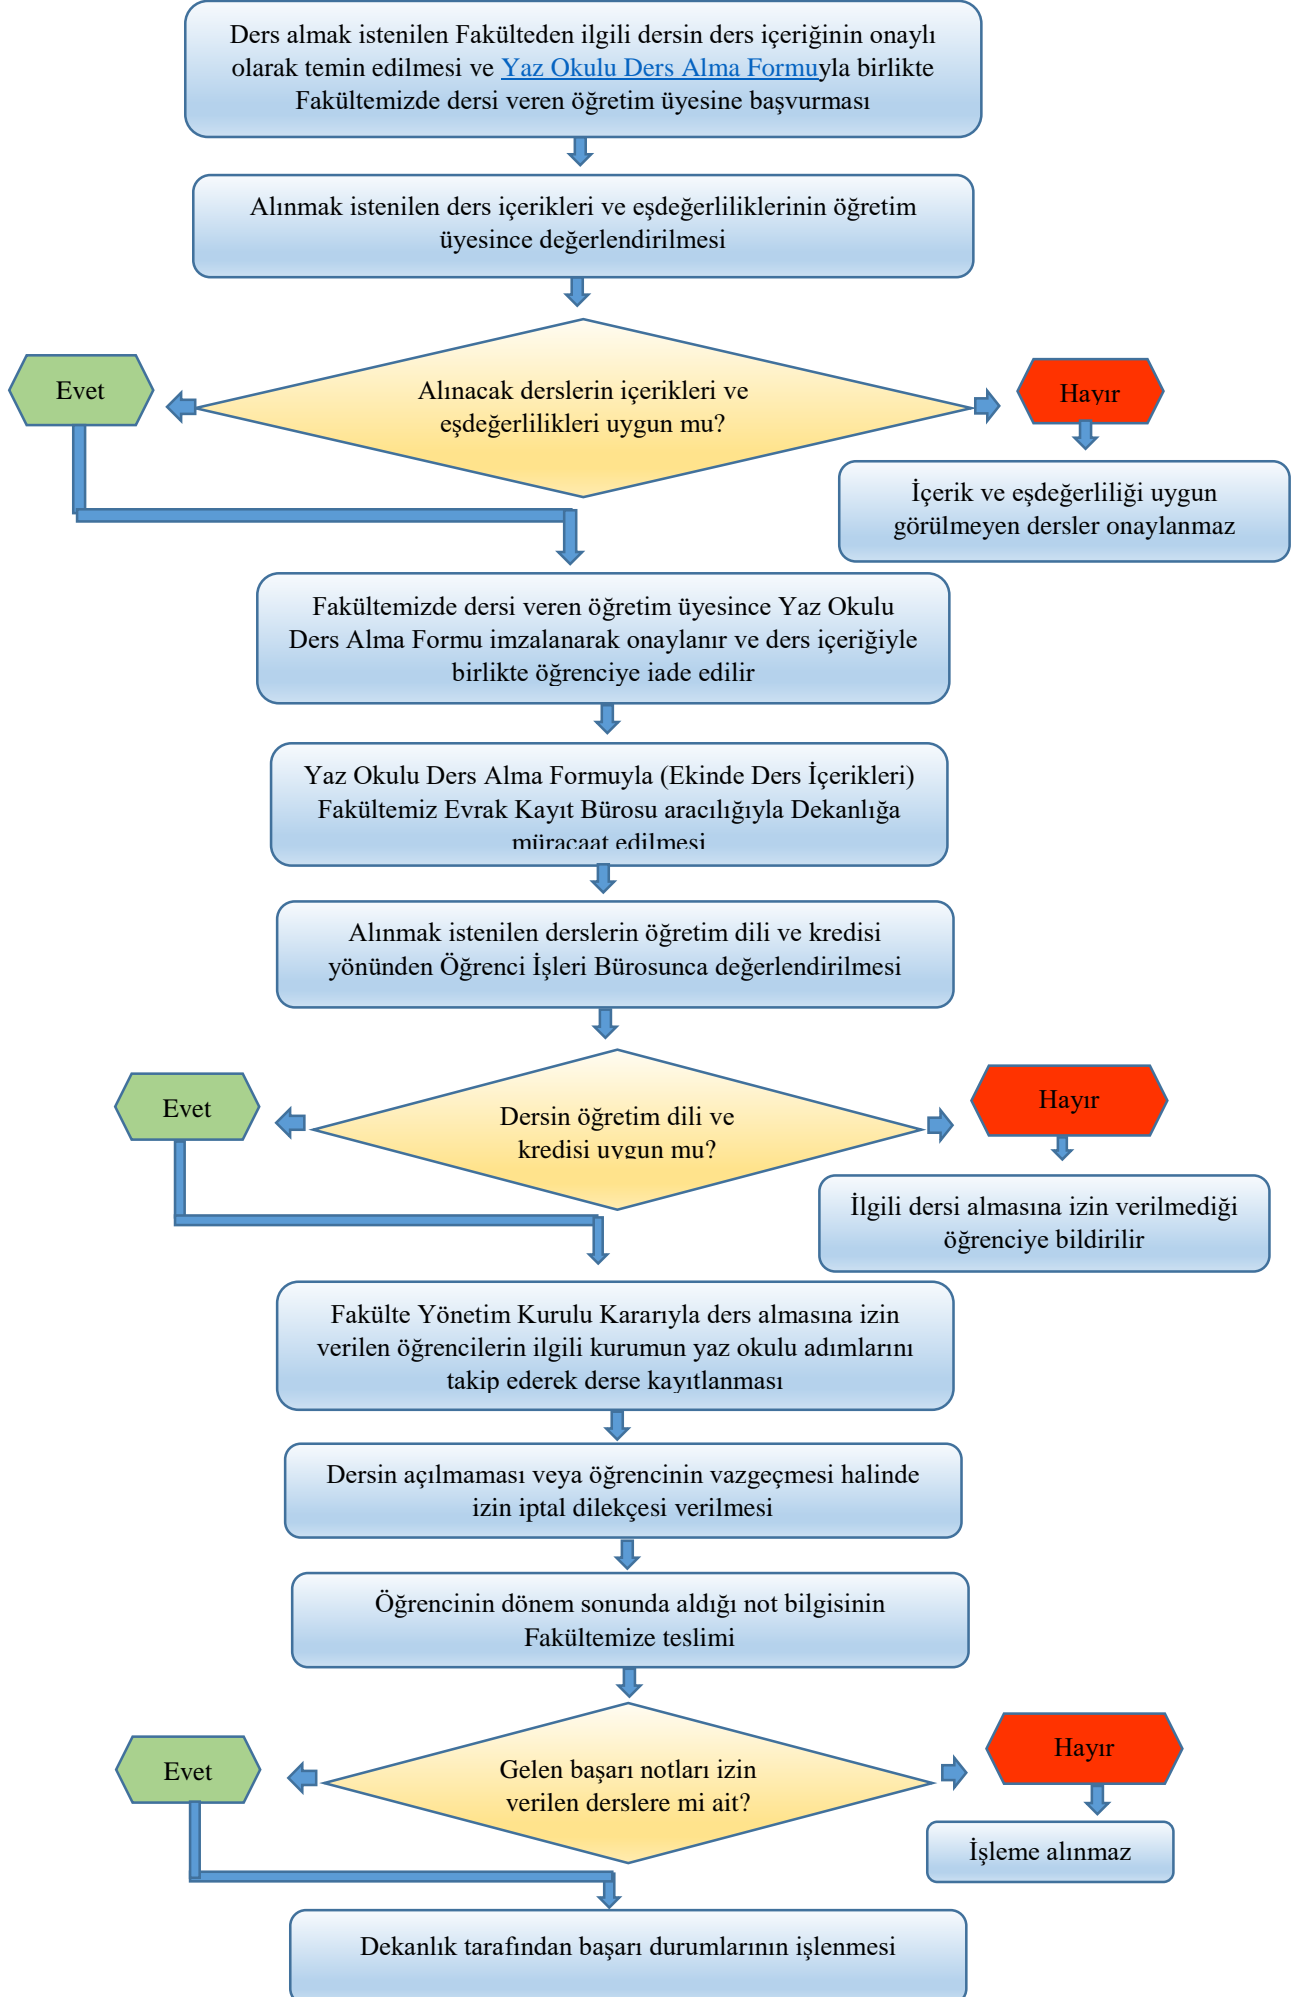 Ders almak istenilen Fakülteden ilgili dersin ders içeriğinin onaylı
olarak temin edilmesi ve Yaz Okulu Ders Alma Formuyla birlikte
Fakültemizde dersi veren öğretim üyesine başvurması
Alınmak istenilen ders içerikleri ve eşdeğerliliklerinin öğretim
üyesince değerlendirilmesi
Evet
Alınacak derslerin içerikleri ve
eşdeğerlilikleri uygun mu?
Hayır
İçerik ve eşdeğerliliği uygun
görülmeyen dersler onaylanmaz
Fakültemizde dersi veren öğretim üyesince Yaz Okulu
Ders Alma Formu imzalanarak onaylanır ve ders içeriğiyle
birlikte öğrenciye iade edilir
Yaz Okulu Ders Alma Formuyla (Ekinde Ders İçerikleri)
Fakültemiz Evrak Kayıt Bürosu aracılığıyla Dekanlığa
müracaat edilmesi
Alınmak istenilen derslerin öğretim dili ve kredisi
yönünden Öğrenci İşleri Bürosunca değerlendirilmesi
Evet
Dersin öğretim dili ve
kredisi uygun mu?
Hayır
İlgili dersi almasına izin verilmediği
öğrenciye bildirilir
Fakülte Yönetim Kurulu Kararıyla ders almasına izin
verilen öğrencilerin ilgili kurumun yaz okulu adımlarını
takip ederek derse kayıtlanması
Dersin açılmaması veya öğrencinin vazgeçmesi halinde
izin iptal dilekçesi verilmesi
Öğrencinin dönem sonunda aldığı not bilgisinin
Fakültemize teslimi
Evet
Gelen başarı notları izin
verilen derslere mi ait?
Hayır
İşleme alınmaz
Dekanlık tarafından başarı durumlarının işlenmesi